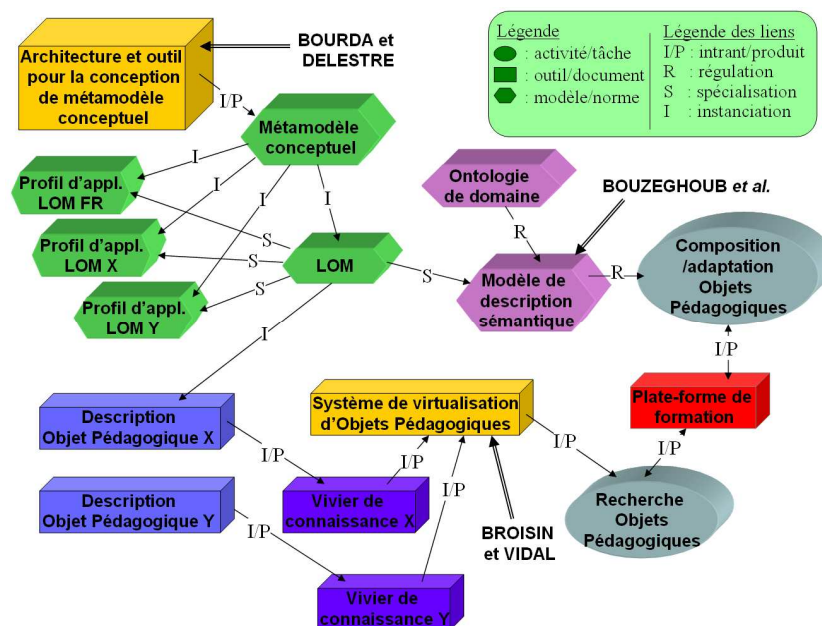 Architecture et outil
pour la conception
de métamodèle
conceptuel
BOURDA et
DELESTRE
Légende
: activité/tâche
: outil/document
: modèle/norme
Légende des liens
I/P : intrant/produit
R : régulation
S : spécialisation
I : instanciation
I/P
Métamodèle
conceptuel
I
I
I
I
Profil d'appl.
LOM FR
Profil d'appl.
LOM X
Profil d'appl.
LOM Y
S
S
S
LOM
S
Ontologie
de domaine
R
BOUZEGHOUB et al.
Modèle de
description
sémantique
R
Composition
/adaptation
Objets
Pédagogiques
I
I/P
Description
Objet Pédagogique X
Système de virtualisation
d'Objets Pédagogiques
Plate-forme de
formation
I/P
I/P
I/P
I/P
I/P
Description
Objet Pédagogique Y
Vivier de
connaissance X
BROISIN
et VIDAL
Recherche
Objets
Pédagogiques
I/P
Vivier de
connaissance Y